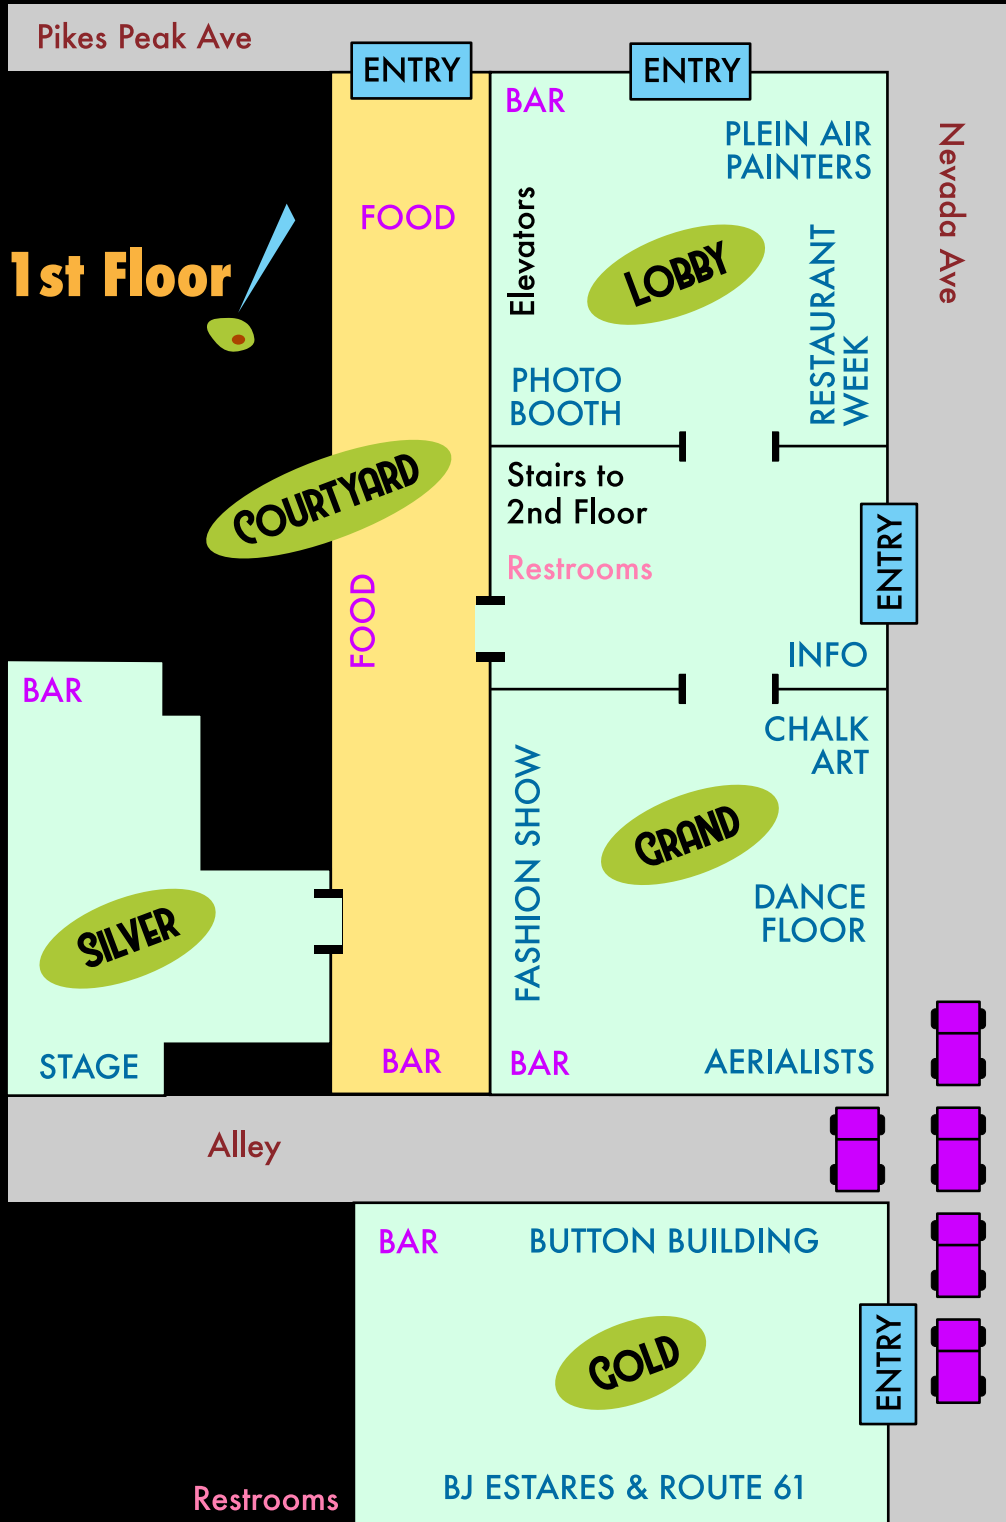 Pikes Peak Ave
ENTRY
ENTRY
BAR
PLEIN AIR
PAINTERS
Nevada Ave
FOOD
Elevators
1st Floor
LOBBY
RESTAURANT
WEEK
PHOTO
BOOTH
COURTYARD
Stairs to
2nd Floor
Restrooms
ENTRY
FOOD
INFO
BAR
CHALK
ART
FASHION SHOW
GRAND
DANCE
FLOOR
SILVER
STAGE
BAR
BAR
AERIALISTS
Alley
BAR
BUTTON BUILDING
GOLD
ENTRY
BJ ESTARES & ROUTE 61
Restrooms